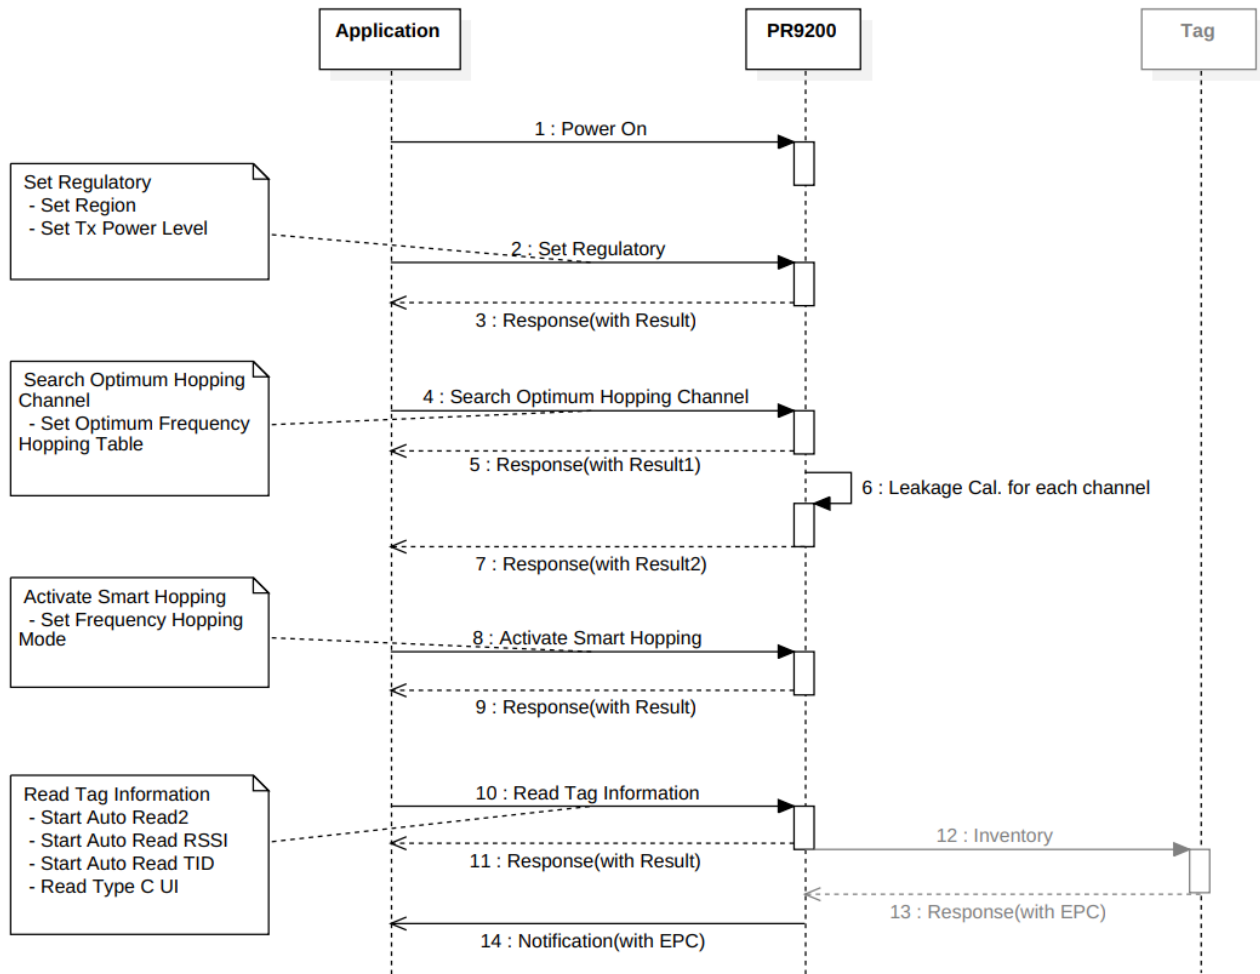 Application
PR9200
Tag
1 : Power On
Set Regulatory
- Set Region
- Set Tx Power Level
2 : Set Regulatory
3 : Response(with Result)
Search Optimum Hopping
Channel
- Set Optimum Frequency
Hopping Table
4 : Search Optimum Hopping Channel
5 : Response(with Result1)
6 : Leakage Cal. for each channel
7 : Response(with Result2)
Activate Smart Hopping
- Set Frequency Hopping
Mode
8 : Activate Smart Hopping
9 : Response(with Result)
Read Tag Information
- Start Auto Read2
- Start Auto Read RSSI
- Start Auto Read TID
- Read Type C UI
10 : Read Tag Information
11 : Response(with Result)
12 : Inventory
13 : Response(with EPC)
14 : Notification(with EPC)